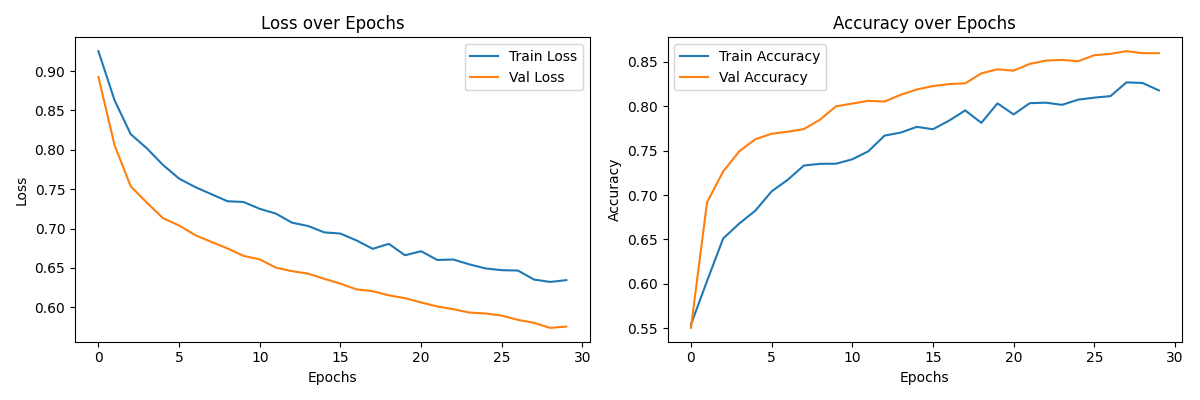 Loss over Epochs
Train Loss
Val Loss
0.90
0.85
0.80
0.75
0.70
0.65
0.60
Loss
0 5 10 15 20 25 30
Epochs
Accuracy over Epochs
Train Accuracy
Val Accuracy
0.85
0.80
0.75
0.70
0.65
0.60
0.55
Accuracy
0 5 10 15 20 25 30
Epochs